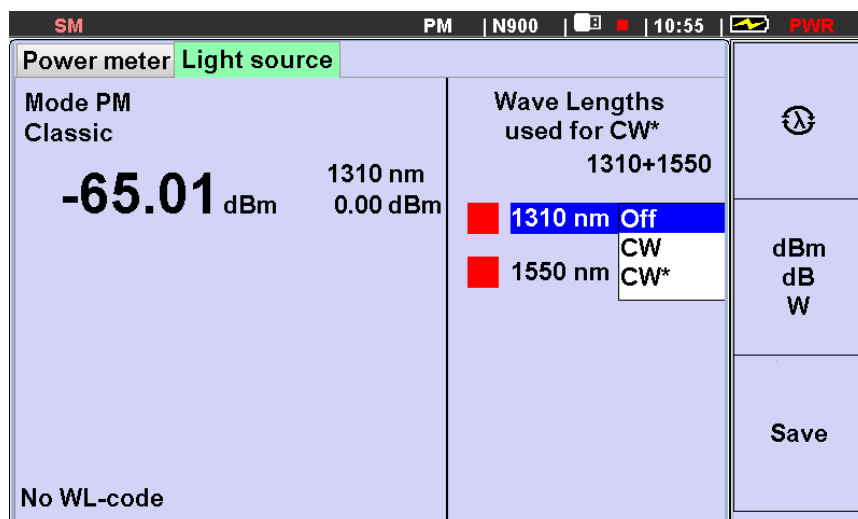 SM PM | N900 | | 10:55 | PWR
Power meter Light source
Mode PM
Classic
-65.01 dBm
1310 nm
0.00 dBm
No WL-code
Wave Lengths
used for CW*
1310+1550
1310 nm Off
CW
1550 nm CW*
λ
dBm
dB
W
Save